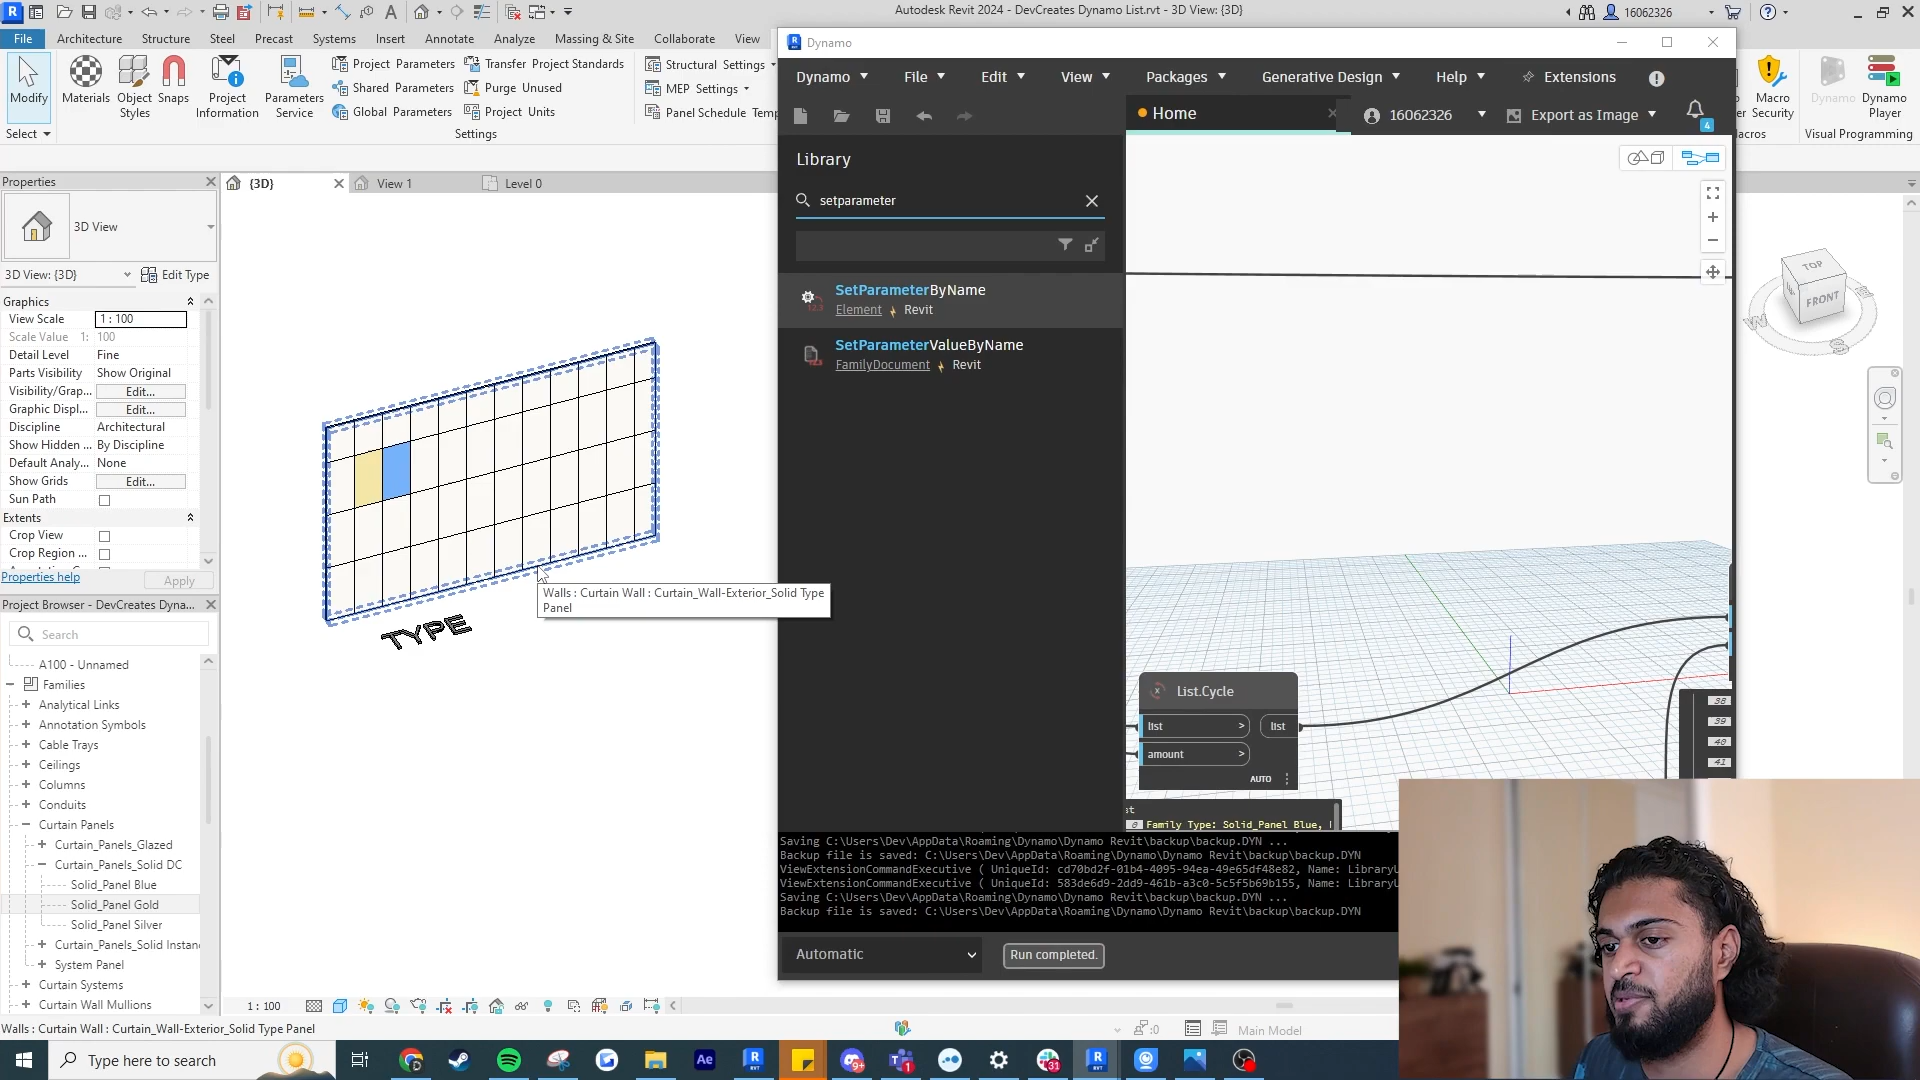 Autodesk Revit 2024 - DevCreates Dynamo List.rvt - 3D View: {3D}
16062326
File Architecture Structure Steel Precast Systems Insert Annotate Analyze Massing & Site Collaborate View
Modify
Materials
Object Styles
Snaps
Project Information
Parameters Service
Project Parameters
Shared Parameters
Global Parameters
Transfer Project Standards
Purge Unused
Project Units
Structural Settings
MEP Settings
Panel Schedule Temp
Select
Settings
Macro Security
Dynamo
Dynamo Player
Visual Programming
Dynamo
Dynamo File Edit View Packages Generative Design Help Extensions
Home
16062326
Export as Image
4
Library
setparameter
SetParameterByName
Element Revit
SetParameterValueByName
FamilyDocument Revit
Properties
{3D}
View 1
Level 0
3D View
3D View: {3D}
Edit Type
Graphics
View Scale 1 : 100
Scale Value 1: 100
Detail Level Fine
Parts Visibility Show Original
Visibility/Grap... Edit...
Graphic Displ... Edit...
Discipline Architectural
Show Hidden ... By Discipline
Default Analy... None
Show Grids Edit...
Sun Path
Extents
Crop View
Crop Region ...
Properties help
Apply
Project Browser - DevCreates Dyna...
Search
A100 - Unnamed
Families
Analytical Links
Annotation Symbols
Cable Trays
Ceilings
Columns
Conduits
Curtain Panels
Curtain_Panels_Glazed
Curtain_Panels_Solid DC
Solid_Panel Blue
Solid_Panel Gold
Solid_Panel Silver
Curtain_Panels_Solid Instan
System Panel
Curtain Systems
Curtain Wall Mullions
TYPE
Walls : Curtain Wall : Curtain_Wall-Exterior_Solid Type
Panel
TOP
FRONT
W
S
List.Cycle
list > list
amount >
AUTO
38
39
40
41
st
0 Family Type: Solid_Panel Blue,
Saving C:\Users\Dev\AppData\Roaming\Dynamo\Dynamo Revit\backup\backup.DYN ...
Backup file is saved: C:\Users\Dev\AppData\Roaming\Dynamo\Dynamo Revit\backup\backup.DYN
ViewExtensionCommandExecutive ( UniqueId: cd70bd2f-01b4-4095-94ea-49e65df48e82, Name: LibraryU
ViewExtensionCommandExecutive ( UniqueId: 583de6d9-2dd9-461b-a3c0-5c5f5b69b155, Name: LibraryU
Saving C:\Users\Dev\AppData\Roaming\Dynamo\Dynamo Revit\backup\backup.DYN ...
Backup file is saved: C:\Users\Dev\AppData\Roaming\Dynamo\Dynamo Revit\backup\backup.DYN
Automatic
Run completed.
1 : 100
Walls : Curtain Wall : Curtain_Wall-Exterior_Solid Type Panel
:0
Main Model
Type here to search